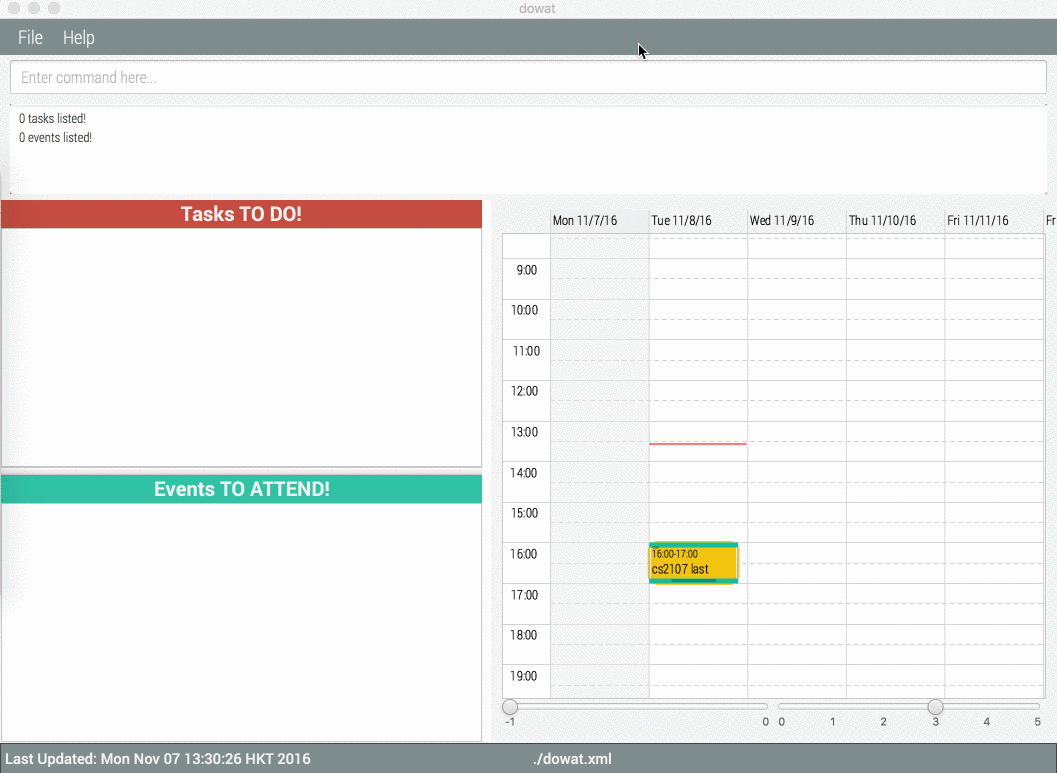 dowat
File Help
Enter command here...
0 tasks listed!
0 events listed!
Tasks TO DO!
Events TO ATTEND!
Mon 11/7/16 Tue 11/8/16 Wed 11/9/16 Thu 11/10/16 Fri 11/11/16 Fr
9:00
10:00
11:00
12:00
13:00
14:00
15:00
16:00
16:00-17:00
cs2107 last
17:00
18:00
19:00
-1 0 0 1 2 3 4 5
Last Updated: Mon Nov 07 13:30:26 HKT 2016 ./dowat.xml